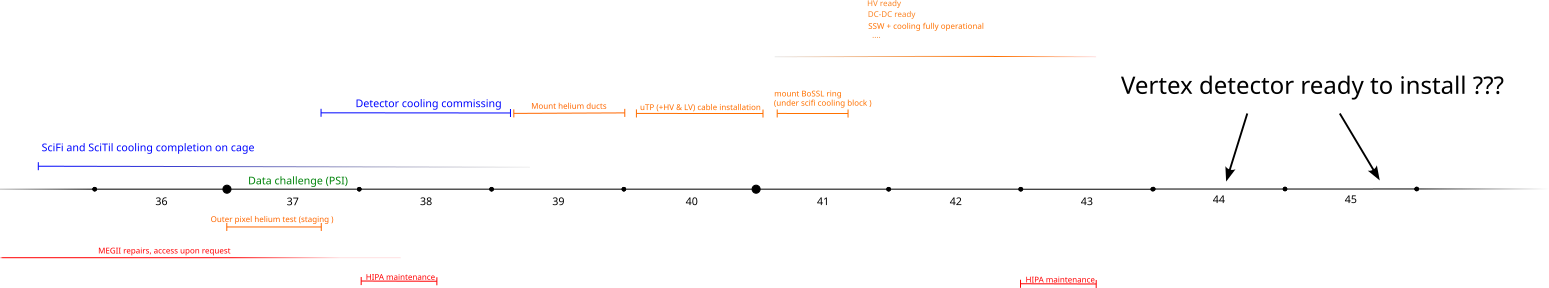 HV ready
DC-DC ready
SSW + cooling fully operational
....
Vertex detector ready to install ???
Detector cooling commissing
Mount helium ducts
uTP (+HV & LV) cable installation
mount BoSSL ring
(under scifi cooling block )
SciFi and SciTil cooling completion on cage
Data challenge (PSI)
36 37 38 39 40 41 42 43 44 45
Outer pixel helium test (staging )
MEGII repairs, access upon request
HIPA maintenance
HIPA maintenance